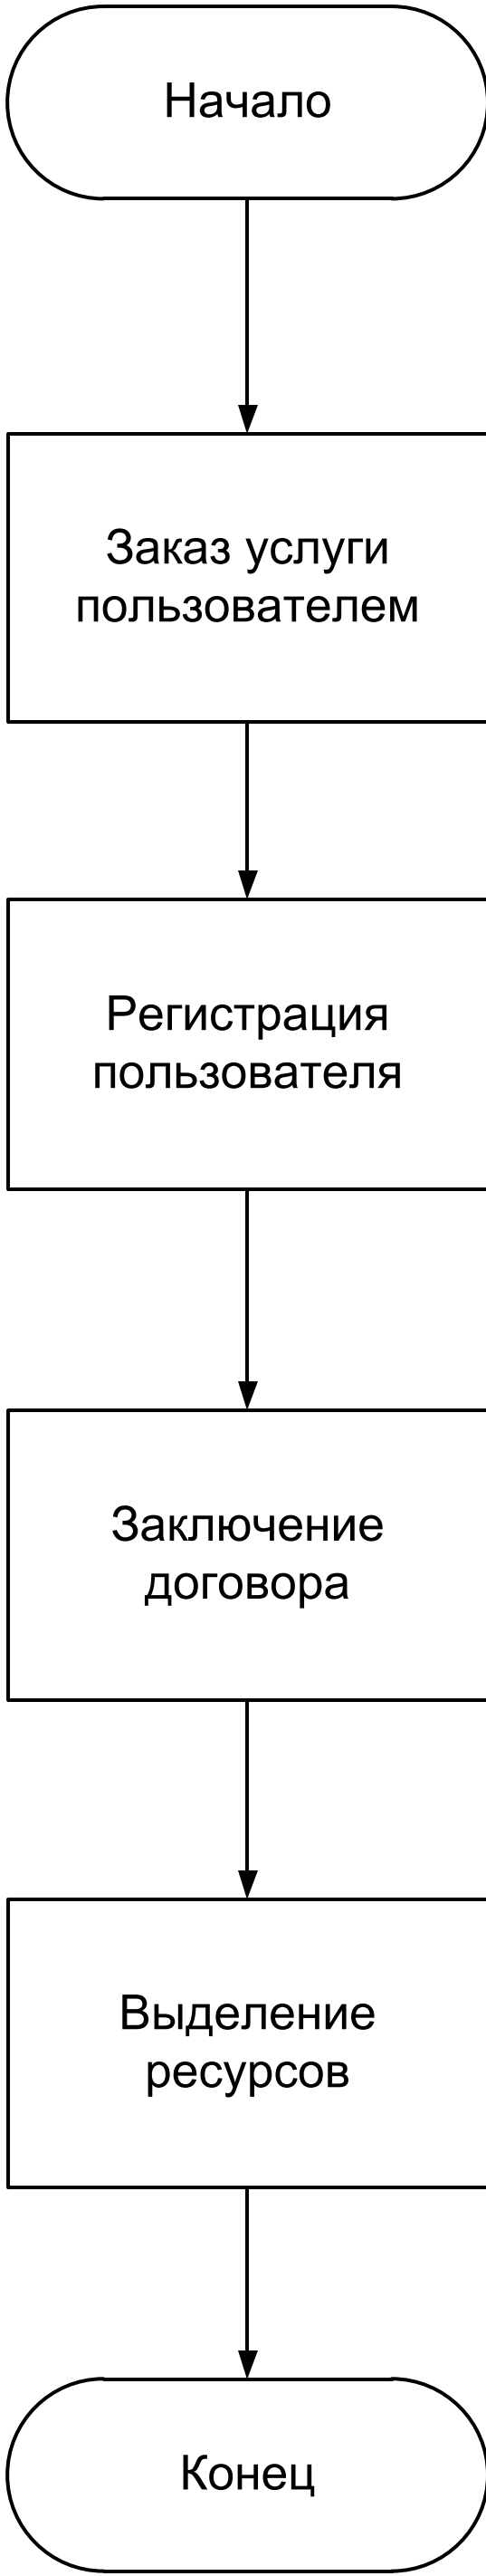 Начало
Заказ услуги
пользователем
Регистрация
пользователя
Заключение
договора
Выделение
ресурсов
Конец